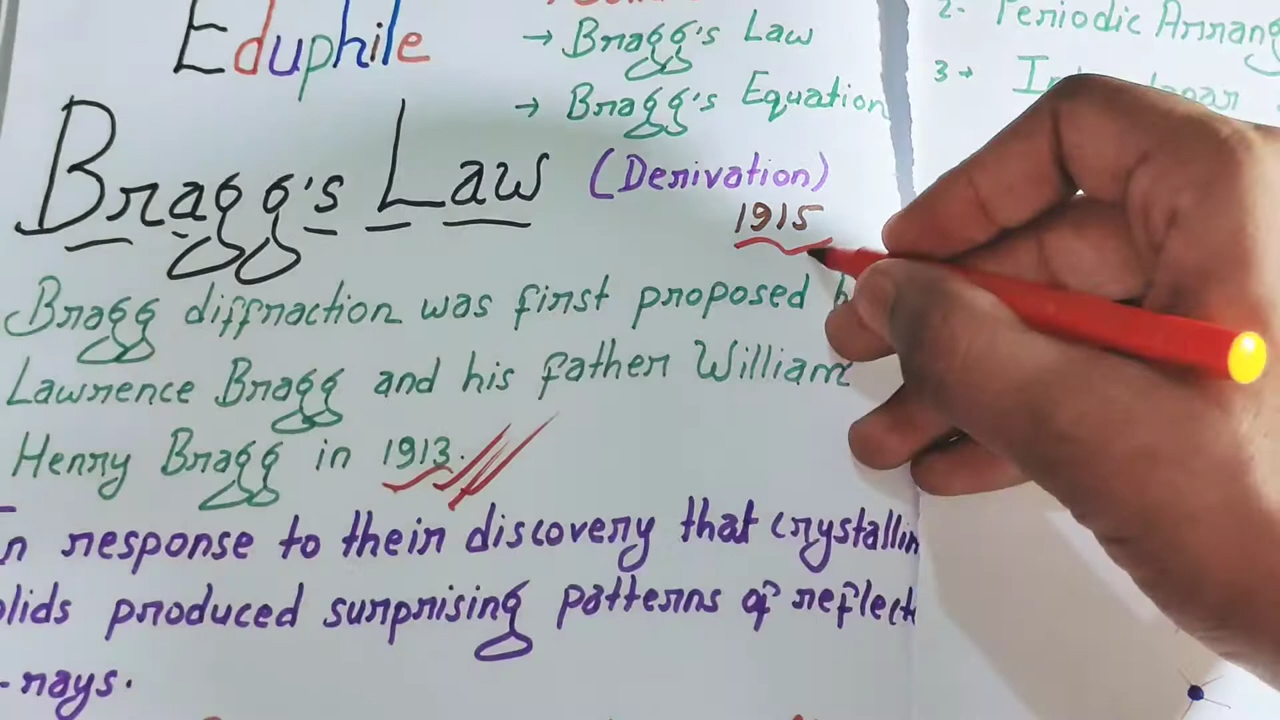 Eduphile
→ Bragg's Law
→ Bragg's Equation
2. Periodic Arrang
3→
Bragg's Law (Derivation)
1915
Bragg diffraction was first proposed
Lawrence Bragg and his father William
Henry Bragg in 1913.
In response to their discovery that crystallin
olids produced surprising patterns of reflect
-rays.